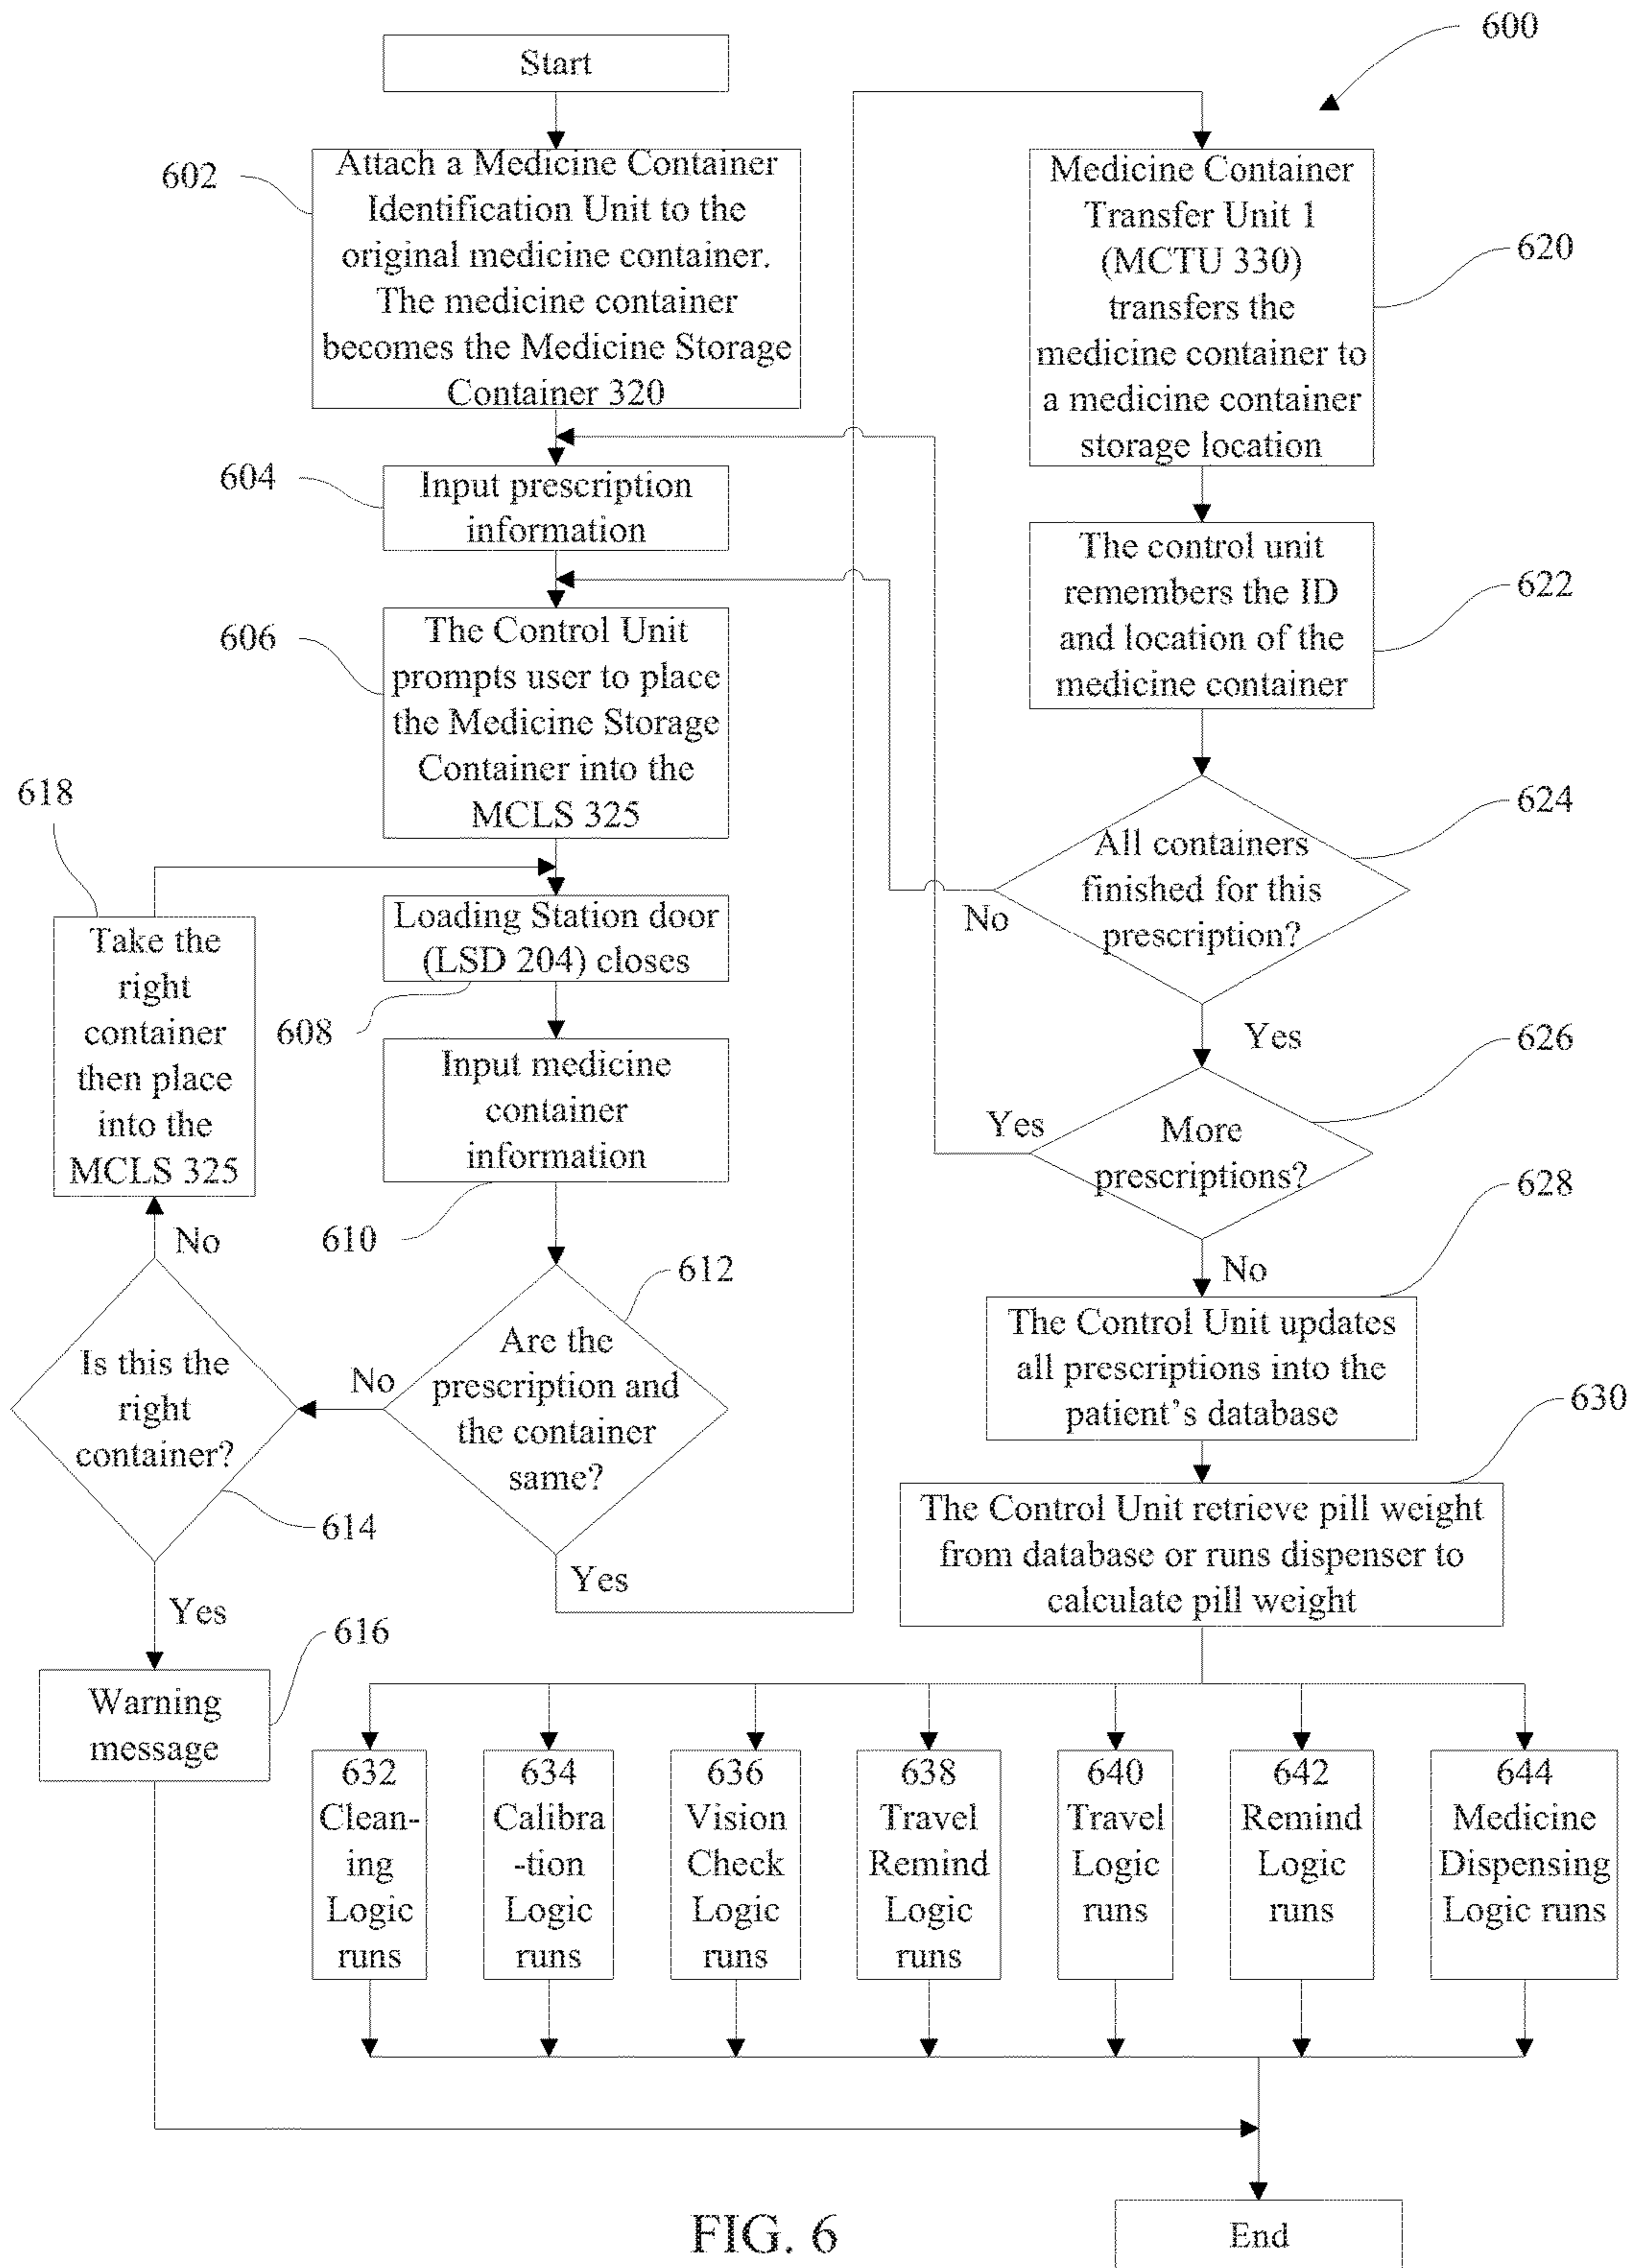 600
Start
602
Attach a Medicine Container
Identification Unit to the
original medicine container.
The medicine container
becomes the Medicine Storage
Container 320
604
Input prescription
information
606
The Control Unit
prompts user to place
the Medicine Storage
Container into the
MCLS 325
618
Take the
right
container
then place
into the
MCLS 325
Loading Station door
(LSD 204) closes
608
Input medicine
container
information
610
612
Are the
prescription and
the container
same?
No
Yes
Is this the
right
container?
614
No
Yes
616
Warning
message
Medicine Container
Transfer Unit 1
(MCTU 330)
transfers the
medicine container to
a medicine container
storage location
620
The control unit
remembers the ID
and location of the
medicine container
622
624
All containers
finished for this
prescription?
No
Yes
626
More
prescriptions?
Yes
No
628
The Control Unit updates
all prescriptions into the
patient’s database
630
The Control Unit retrieve pill weight
from database or runs dispenser to
calculate pill weight
632
Clean-
ing
Logic
runs
634
Calibra
-tion
Logic
runs
636
Vision
Check
Logic
runs
638
Travel
Remind
Logic
runs
640
Travel
Logic
runs
642
Remind
Logic
runs
644
Medicine
Dispensing
Logic runs
End
FIG. 6